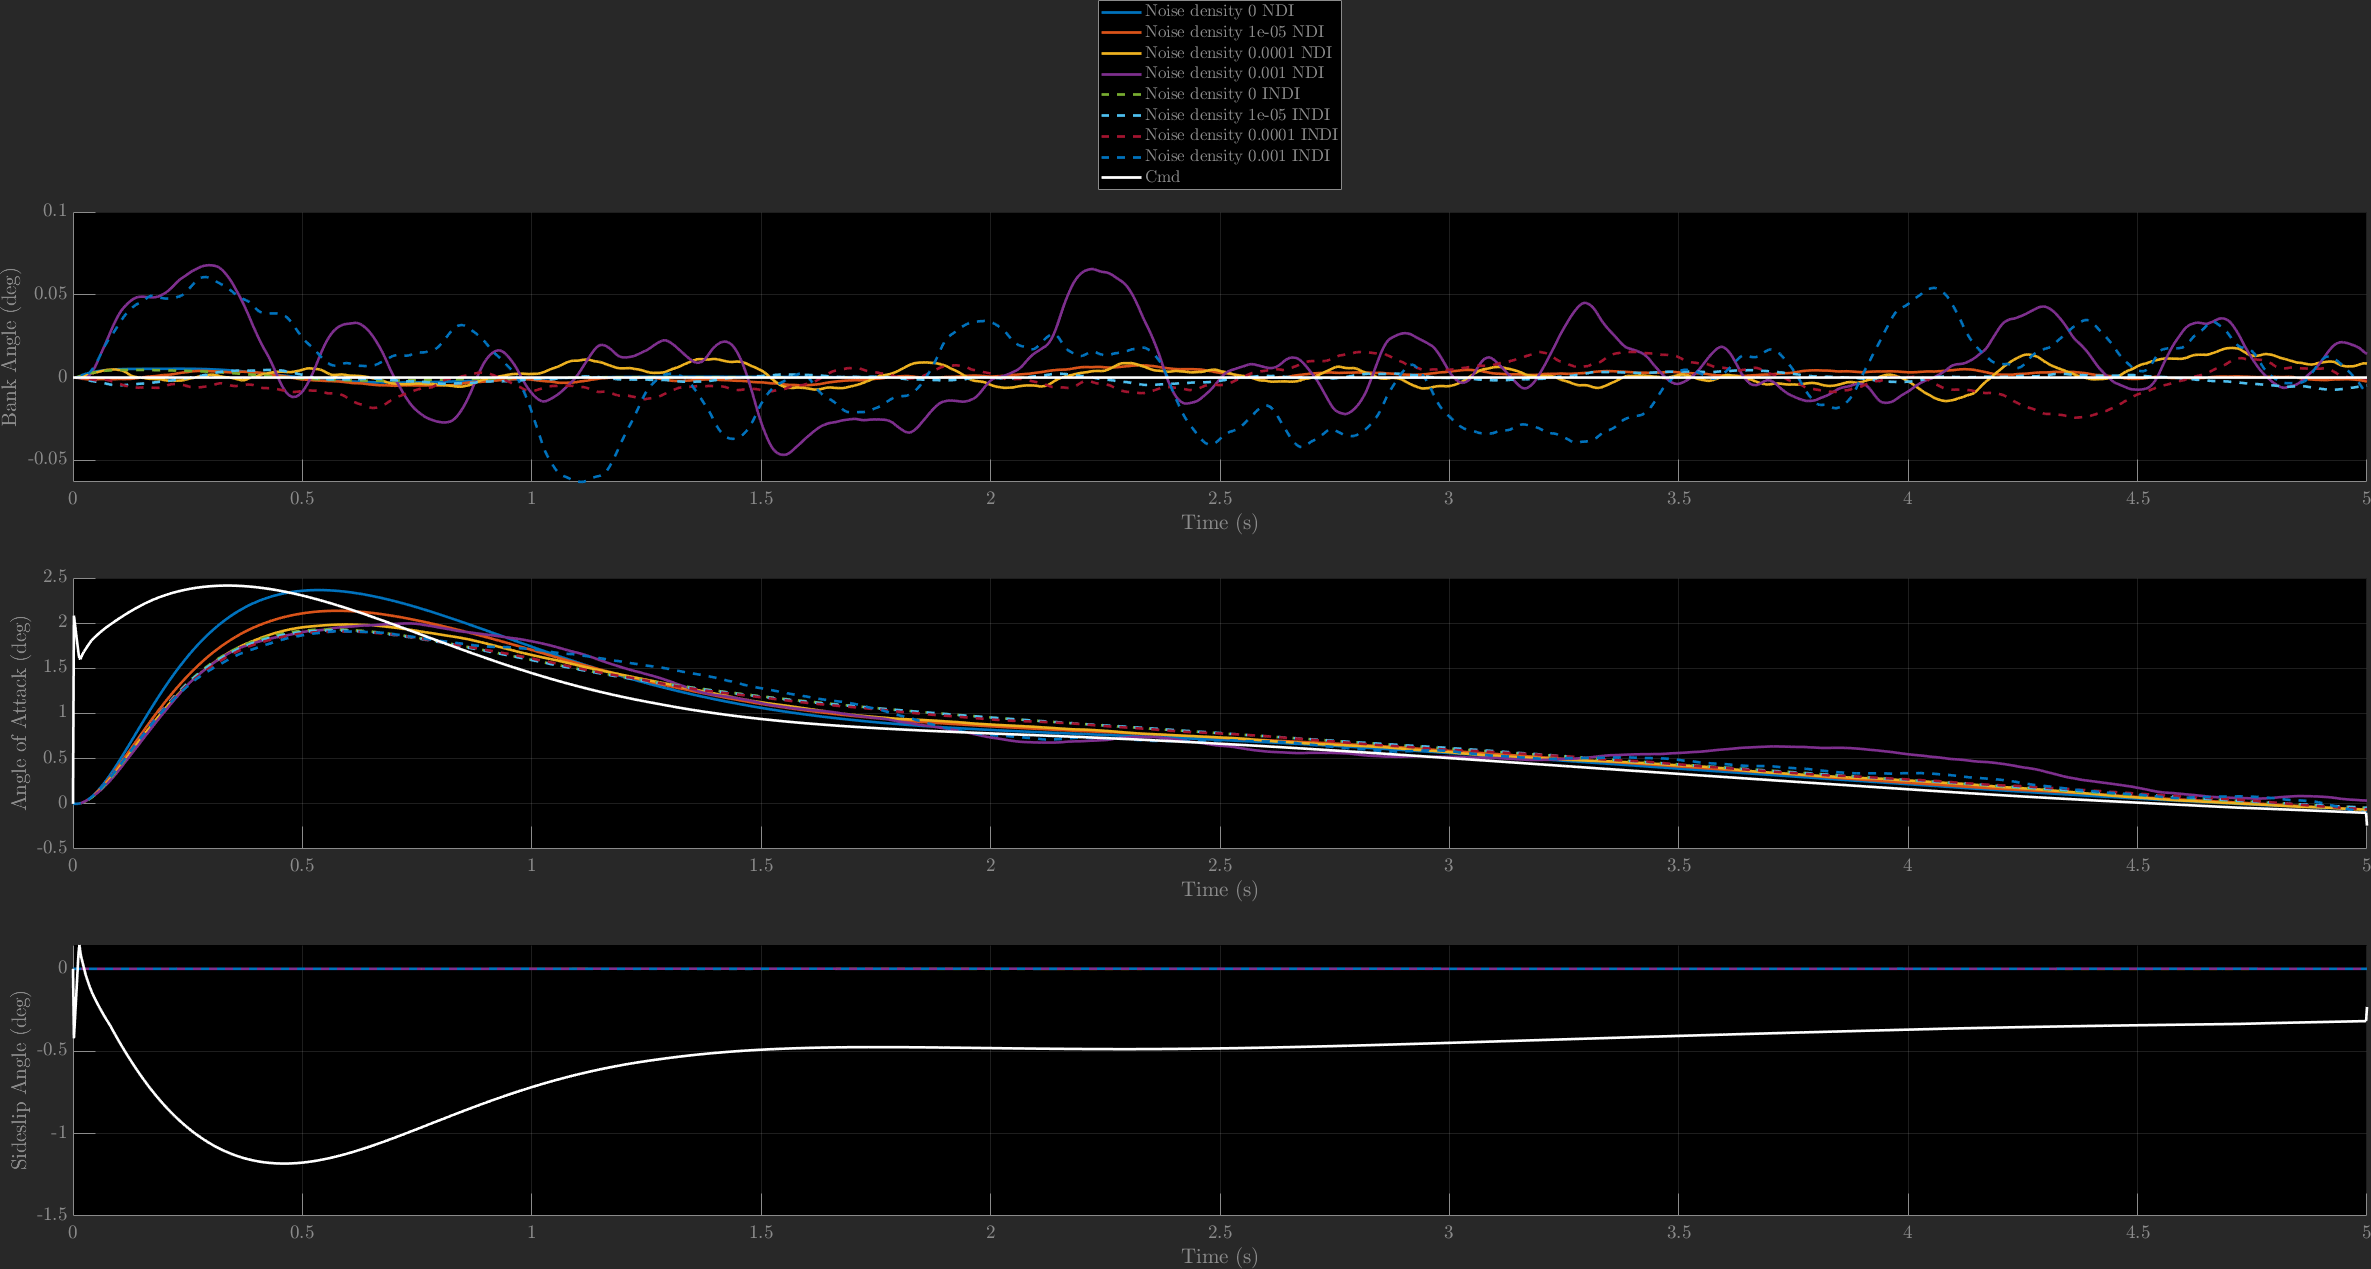 Noise density 0 NDI
Noise density 1e-05 NDI
Noise density 0.0001 NDI
Noise density 0.001 NDI
Noise density 0 INDI
Noise density 1e-05 INDI
Noise density 0.0001 INDI
Noise density 0.001 INDI
Cmd
Bank Angle (deg)
0.1
0.05
0
-0.05
0 0.5 1 1.5 2 2.5 3 3.5 4 4.5 5
Time (s)
Angle of Attack (deg)
2.5
2
1.5
1
0.5
0
-0.5
0 0.5 1 1.5 2 2.5 3 3.5 4 4.5 5
Time (s)
Sideslip Angle (deg)
0
-0.5
-1
-1.5
0 0.5 1 1.5 2 2.5 3 3.5 4 4.5 5
Time (s)